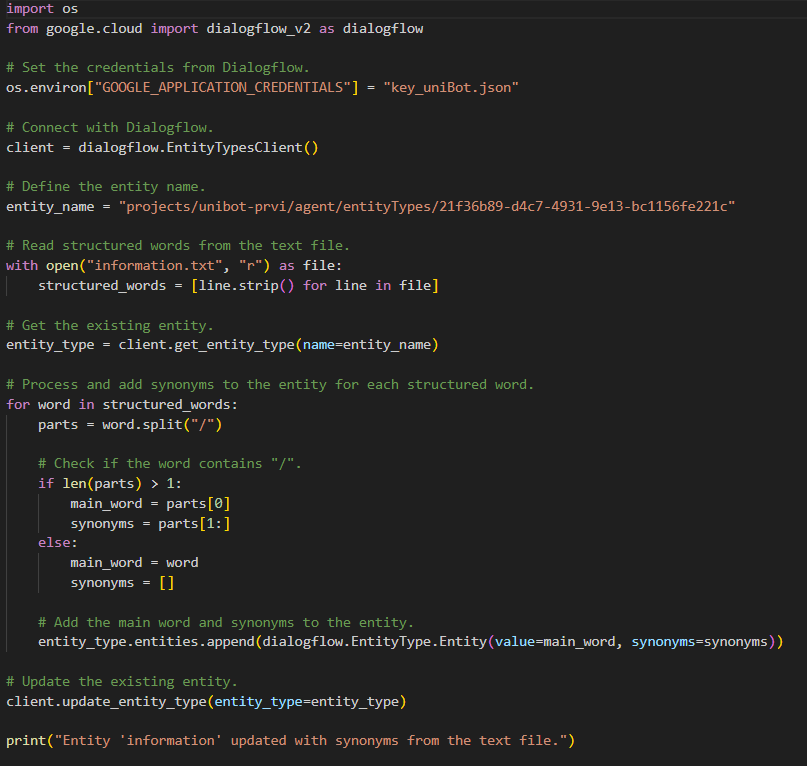 import os
from google.cloud import dialogflow_v2 as dialogflow
# Set the credentials from Dialogflow.
os.environ["GOOGLE_APPLICATION_CREDENTIALS"] = "key_uniBot.json"
# Connect with Dialogflow.
client = dialogflow.EntityTypesClient()
# Define the entity name.
entity_name = "projects/unibot-prvi/agent/entityTypes/21f36b89-d4c7-4931-9e13-bc1156fe221c"
# Read structured words from the text file.
with open("information.txt", "r") as file:
    structured_words = [line.strip() for line in file]
# Get the existing entity.
entity_type = client.get_entity_type(name=entity_name)
# Process and add synonyms to the entity for each structured word.
for word in structured_words:
    parts = word.split("/")
    # Check if the word contains "/".
    if len(parts) > 1:
        main_word = parts[0]
        synonyms = parts[1:]
    else:
        main_word = word
        synonyms = []
    # Add the main word and synonyms to the entity.
    entity_type.entities.append(dialogflow.EntityType.Entity(value=main_word, synonyms=synonyms))
# Update the existing entity.
client.update_entity_type(entity_type=entity_type)
print("Entity 'information' updated with synonyms from the text file.")